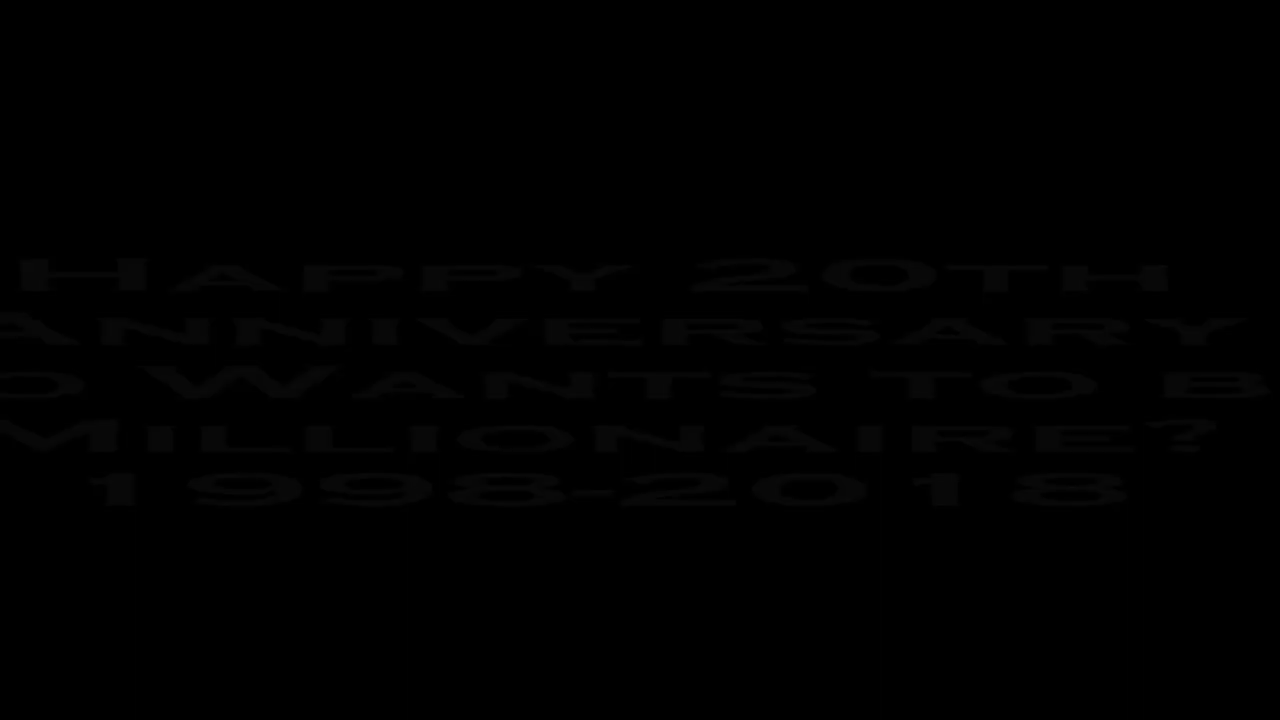 Happy 20th
Anniversary
o Wants to B
Millionaire?
1998-2018